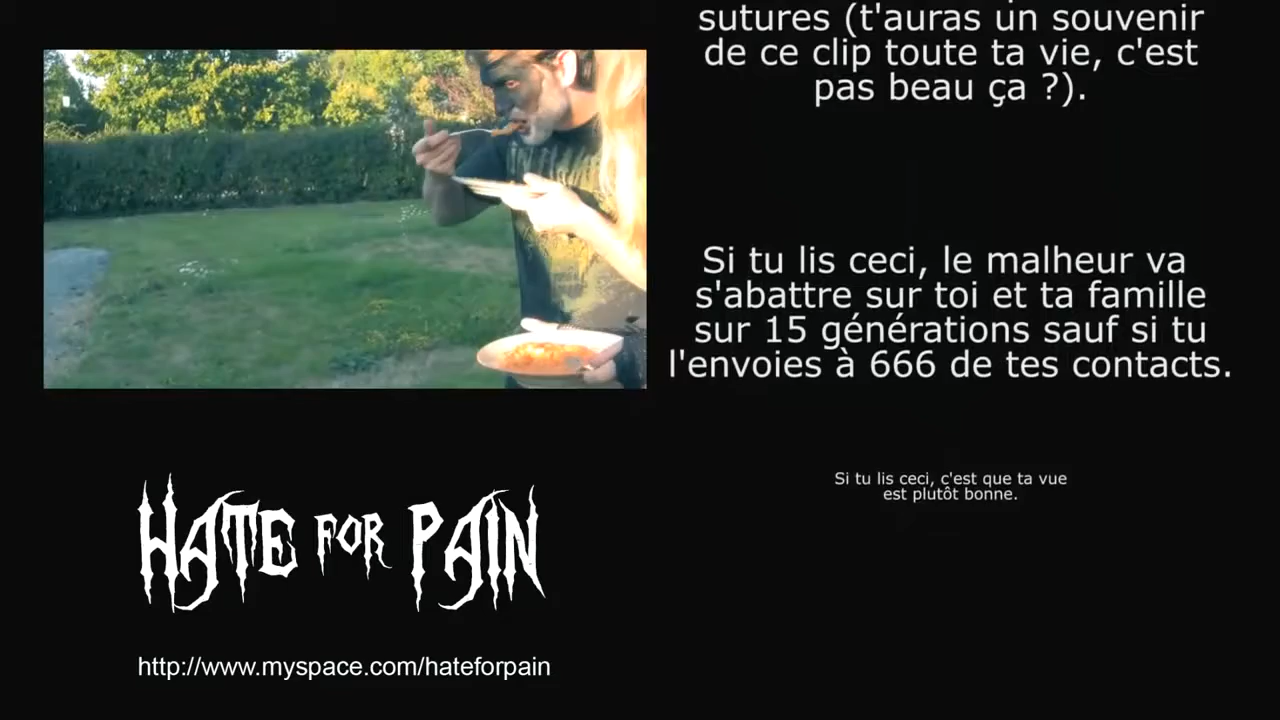 sutures (t'auras un souvenir
de ce clip toute ta vie, c'est
pas beau ça ?).
Si tu lis ceci, le malheur va
s'abattre sur toi et ta famille
sur 15 générations sauf si tu
l'envoies à 666 de tes contacts.
Si tu lis ceci, c'est que ta vue
est plutôt bonne.
HATE FOR PAIN
http://www.myspace.com/hateforpain